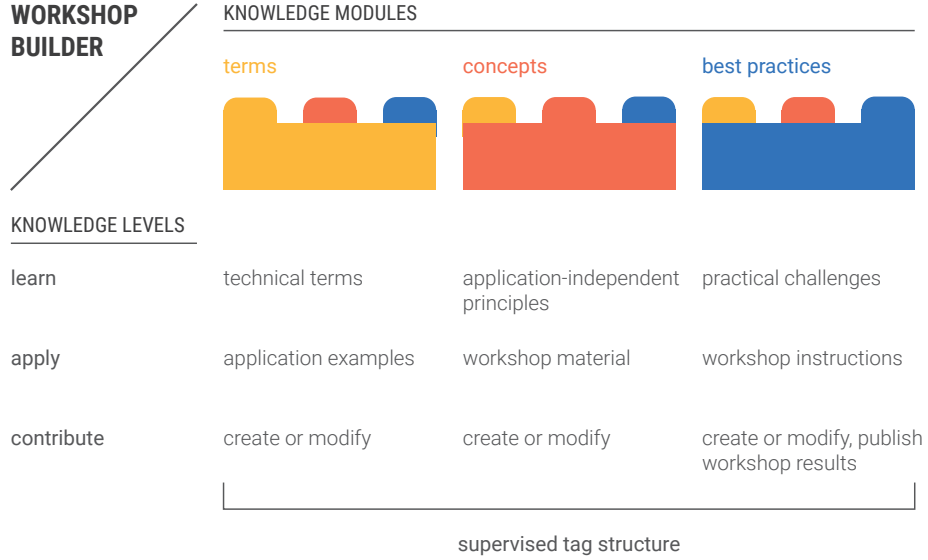 WORKSHOP
BUILDER
KNOWLEDGE MODULES
terms
concepts
best practices
KNOWLEDGE LEVELS
learn
technical terms
application-independent
principles
practical challenges
apply
application examples
workshop material
workshop instructions
contribute
create or modify
create or modify
create or modify, publish
workshop results
supervised tag structure